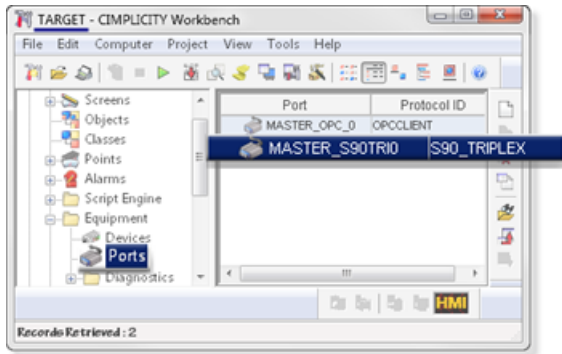 TARGET - CIMPLICITY Workbench
File Edit Computer Project View Tools Help
Screens
Objects
Classes
Points
Alarms
Script Engine
Equipment
Devices
Ports
Diagnostics
Port Protocol ID
MASTER_OPC_0 OPCCLIENT
MASTER_S90TRI0 S90_TRIPLEX
HMI
Records Retrieved : 2